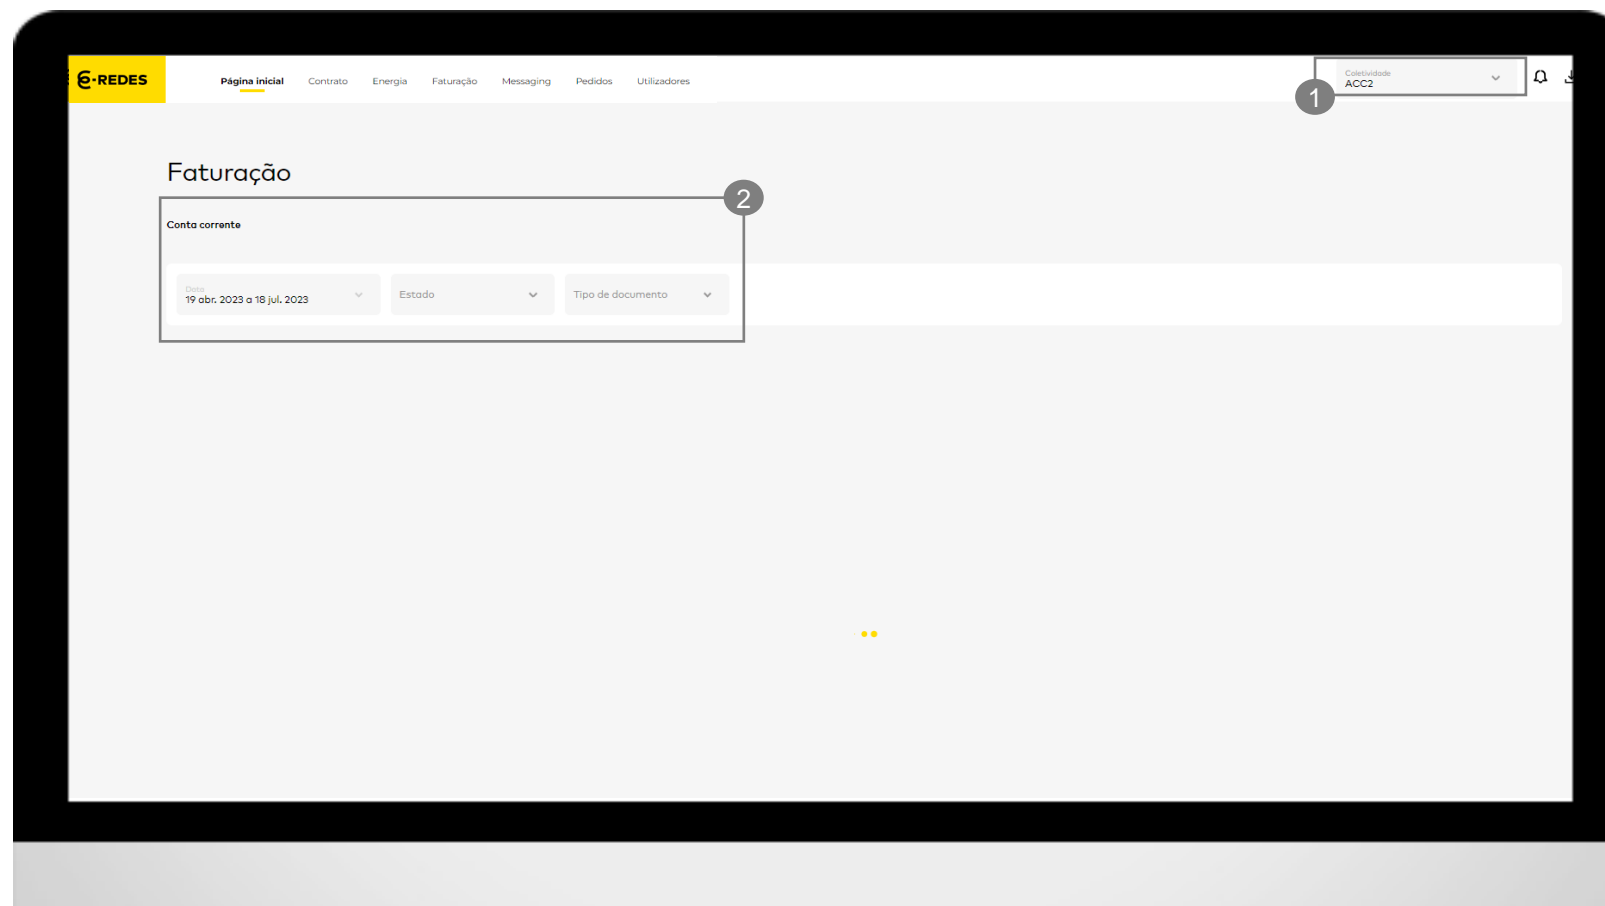 E-REDES
Página inicial Contrato Energia Faturação Messaging Pedidos Utilizadores
Coletividade
ACC2
1
Faturação
2
Conta corrente
Data
19 abr. 2023 a 18 jul. 2023
Estado
Tipo de documento